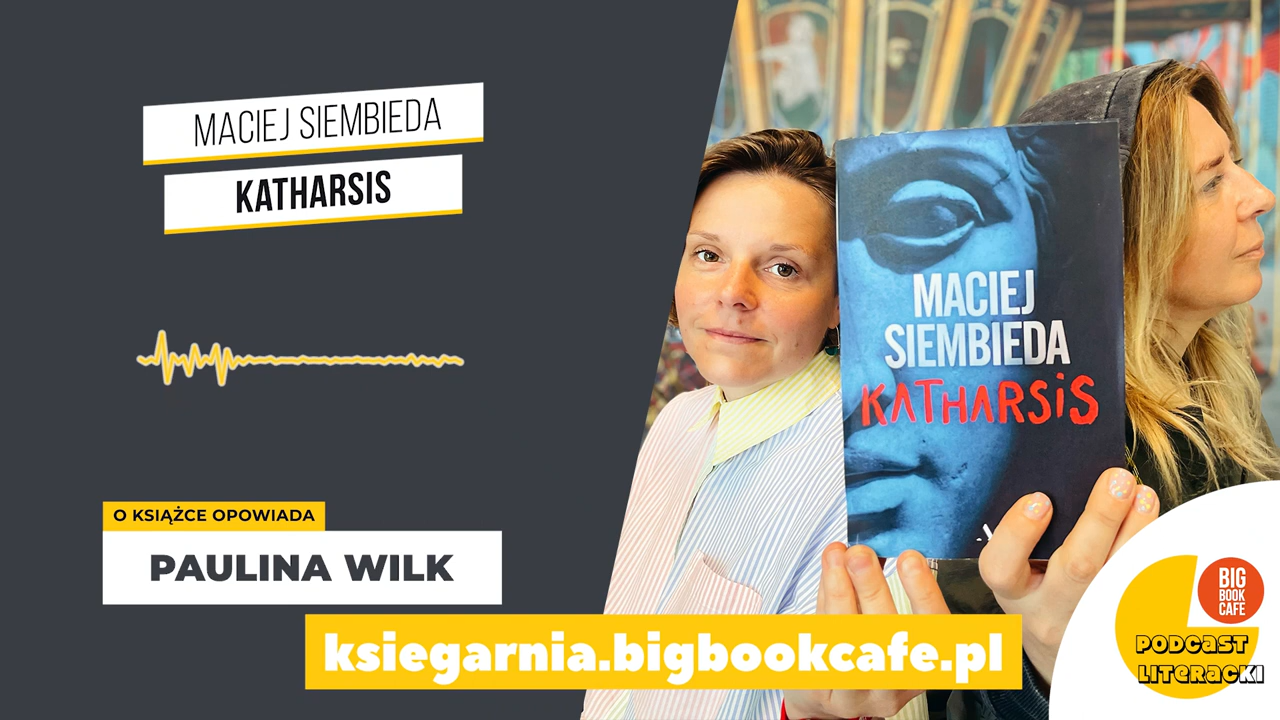 MACIEJ SIEMBIEDA
KATHARSIS
O KSIĄŻCE OPOWIADA
PAULINA WILK
ksiegarnia.bigbookcafe.pl
MACIEJ
SIEMBIEDA
KATHARSiS
BIG
BOOK
CAFE
PODCAST
LITERACKI